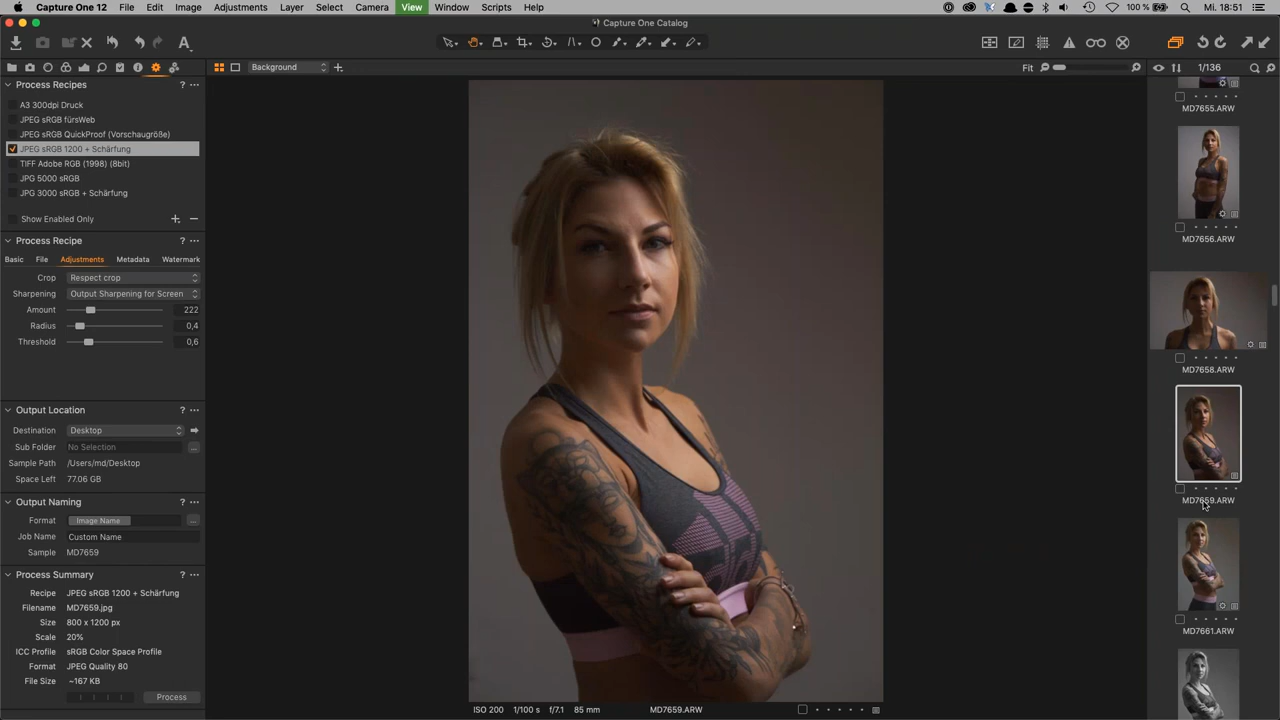 Capture One 12 File Edit Image Adjustments Layer Select Camera View Window Scripts Help 100 % Mi. 18:51
Capture One Catalog
Background
Fit
1/136
Process Recipes ? ...
A3 300dpi Druck
JPEG sRGB fürsWeb
JPEG sRGB QuickProof (Vorschaugröße)
JPEG sRGB 1200 + Schärfung
TIFF Adobe RGB (1998) (8bit)
JPG 5000 sRGB
JPG 3000 sRGB + Schärfung
Show Enabled Only + −
Process Recipe ? ...
Basic File Adjustments Metadata Watermark
Crop Respect crop
Sharpening Output Sharpening for Screen
Amount 222
Radius 0,4
Threshold 0,6
Output Location ? ...
Destination Desktop
Sub Folder No Selection ...
Sample Path /Users/md/Desktop
Space Left 77.06 GB
Output Naming ? ...
Format Image Name ...
Job Name Custom Name
Sample MD7659
Process Summary ? ...
Recipe JPEG sRGB 1200 + Schärfung
Filename MD7659.jpg
Size 800 x 1200 px
Scale 20%
ICC Profile sRGB Color Space Profile
Format JPEG Quality 80
File Size ~167 KB
Process
ISO 200 1/100 s f/7.1 85 mm MD7659.ARW
MD7655.ARW
MD7656.ARW
MD7658.ARW
MD7659.ARW
MD7661.ARW